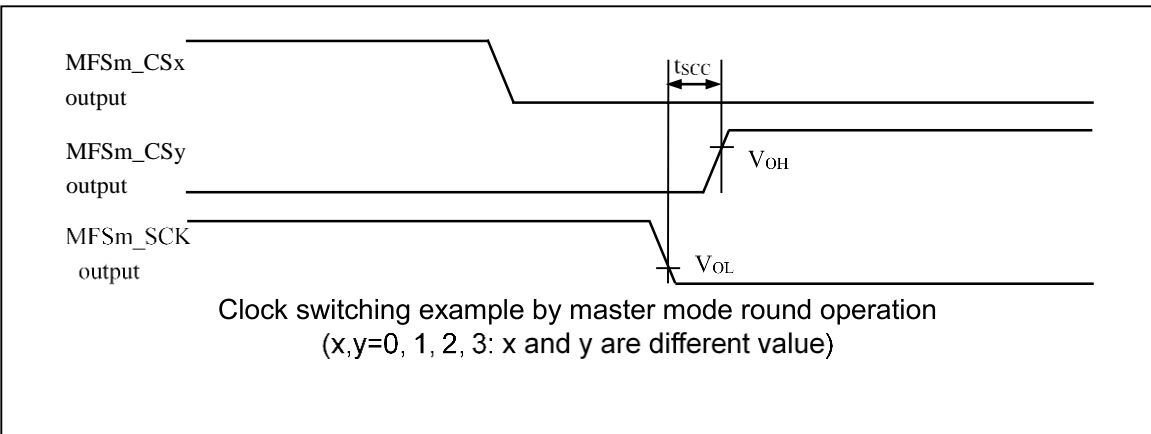 MFSm_CSx
output
tSCC
MFSm_CSy
output
VOH
MFSm_SCK
output
VOL
Clock switching example by master mode round operation
(x,y=0, 1, 2, 3: x and y are different value)